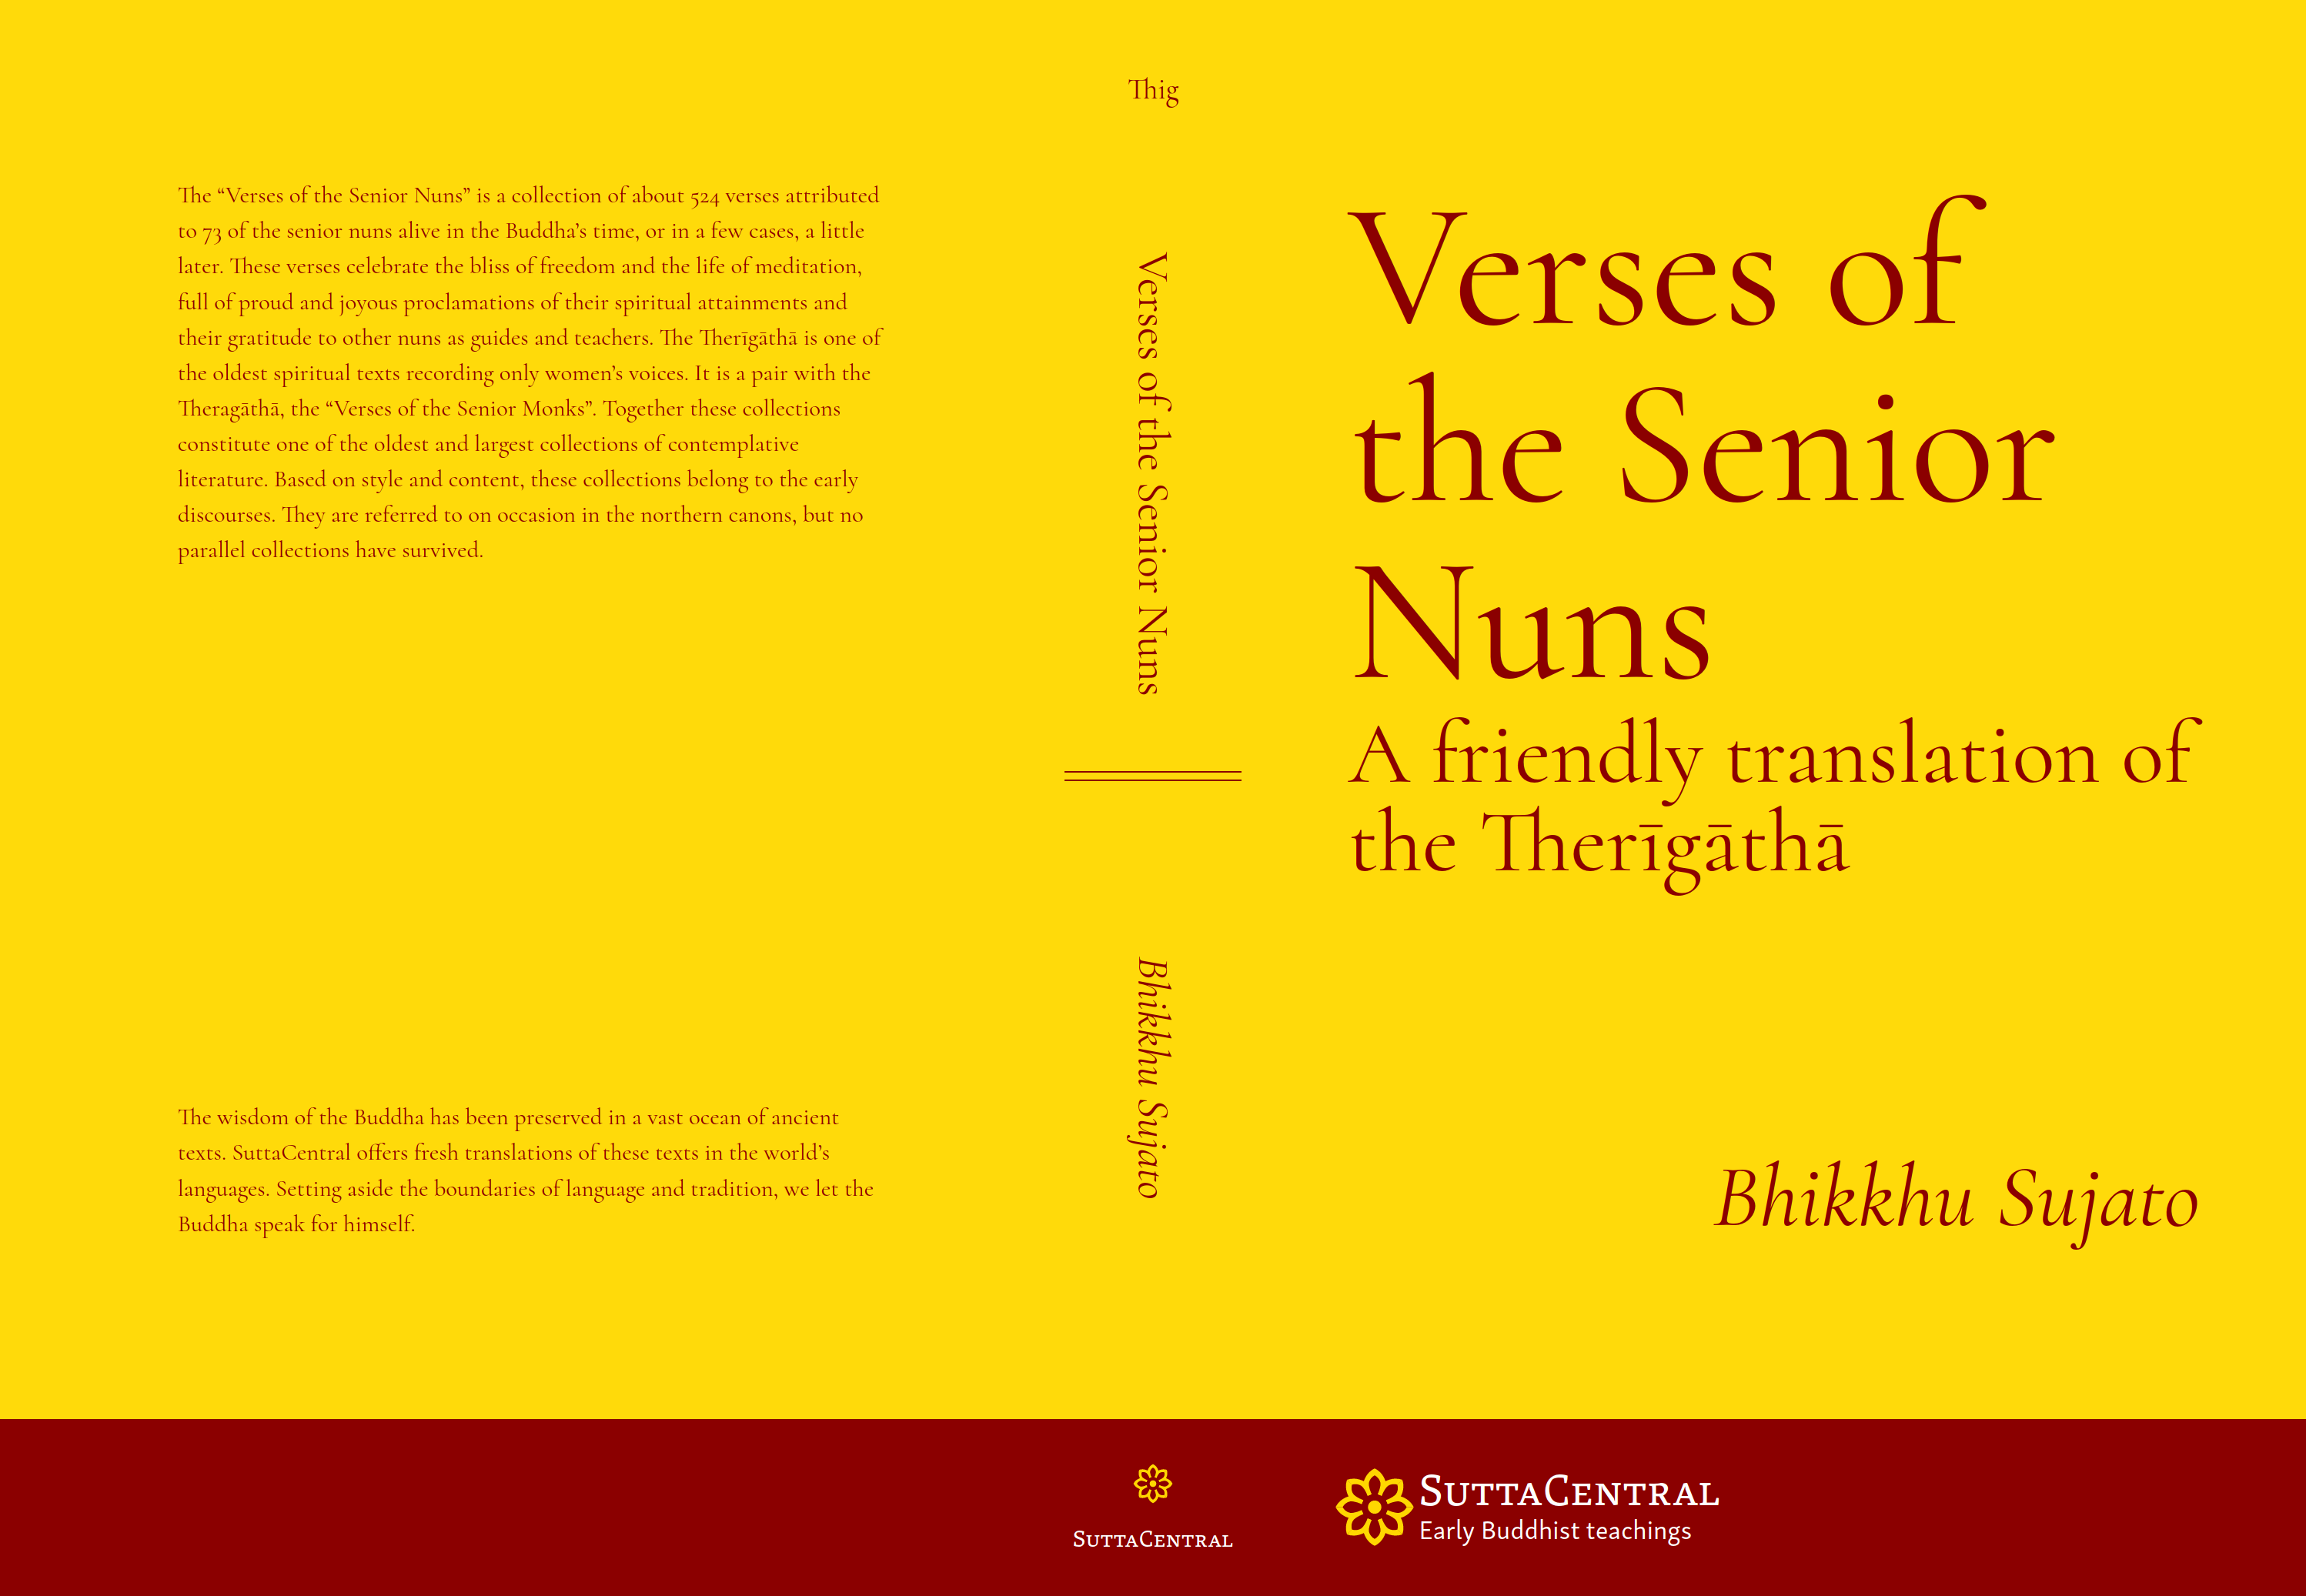 The “Verses of the Senior Nuns” is a collection of about 524 verses attributed
to 73 of the senior nuns alive in the Buddha’s time, or in a few cases, a little
later. These verses celebrate the bliss of freedom and the life of meditation,
full of proud and joyous proclamations of their spiritual attainments and
their gratitude to other nuns as guides and teachers. The Therīgāthā is one of
the oldest spiritual texts recording only women’s voices. It is a pair with the
Theragāthā, the “Verses of the Senior Monks”. Together these collections
constitute one of the oldest and largest collections of contemplative
literature. Based on style and content, these collections belong to the early
discourses. They are referred to on occasion in the northern canons, but no
parallel collections have survived.
The wisdom of the Buddha has been preserved in a vast ocean of ancient
texts. SuttaCentral offers fresh translations of these texts in the world’s
languages. Setting aside the boundaries of language and tradition, we let the
Buddha speak for himself.
Thig
Verses of the Senior Nuns
Bhikkhu Sujato
SuttaCentral
Verses of
the Senior
Nuns
A friendly translation of
the Therīgāthā
Bhikkhu Sujato
SuttaCentral
Early Buddhist teachings